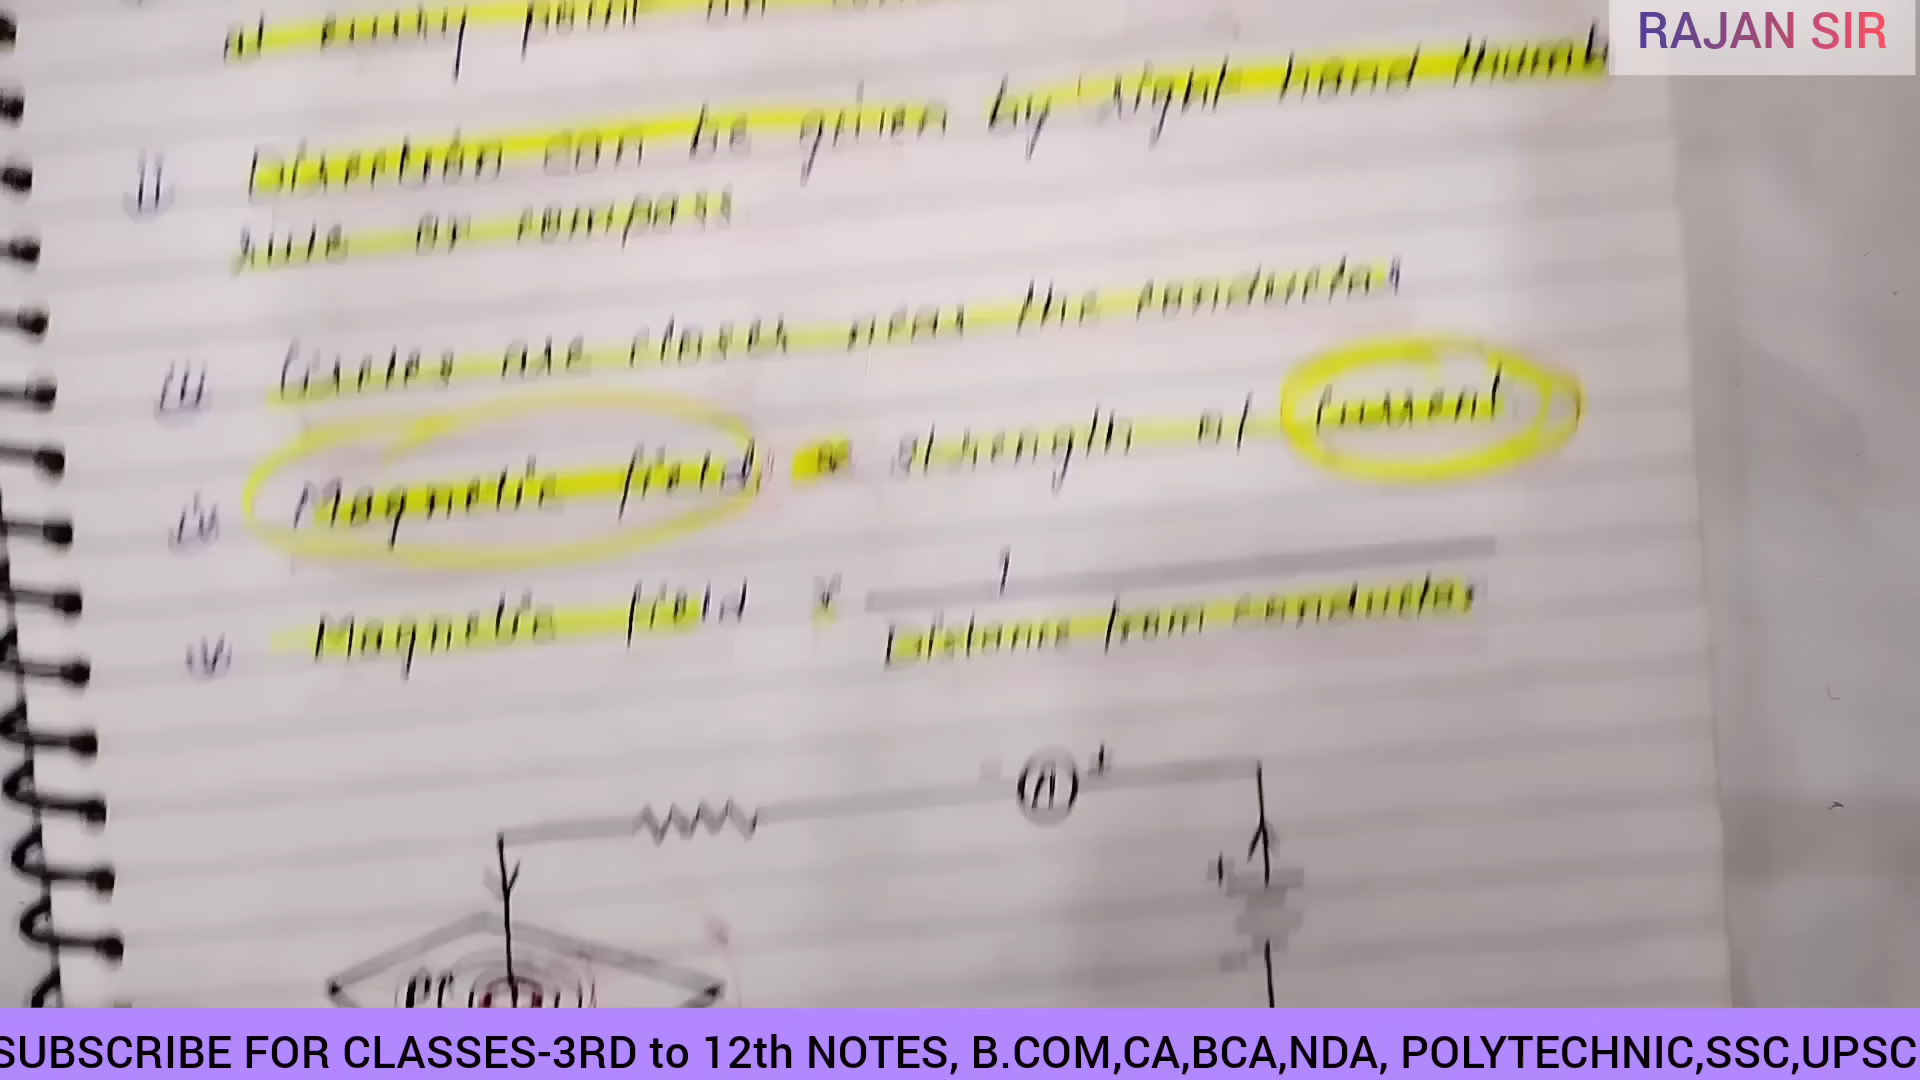 at every point
RAJAN SIR
ii Direction can be given by right hand thumb
rule or compass
iii Circles are closer near the conductor
iv Magnetic field ∝ strength of Current
v Magnetic field ∝ 1
Distance from conductor
A +
+
SUBSCRIBE FOR CLASSES-3RD to 12th NOTES, B.COM,CA,BCA,NDA, POLYTECHNIC,SSC,UPSC